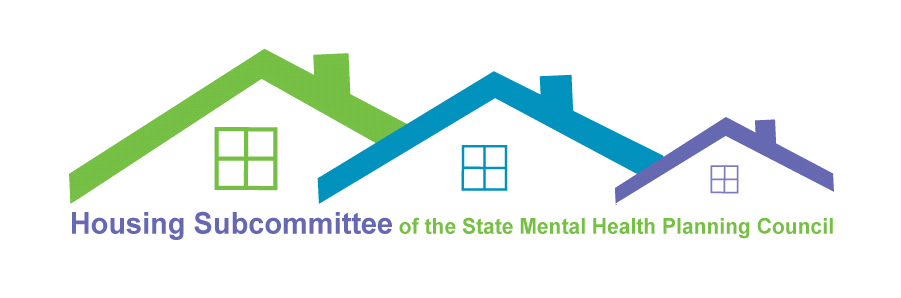 Housing Subcommittee of the State Mental Health Planning Council